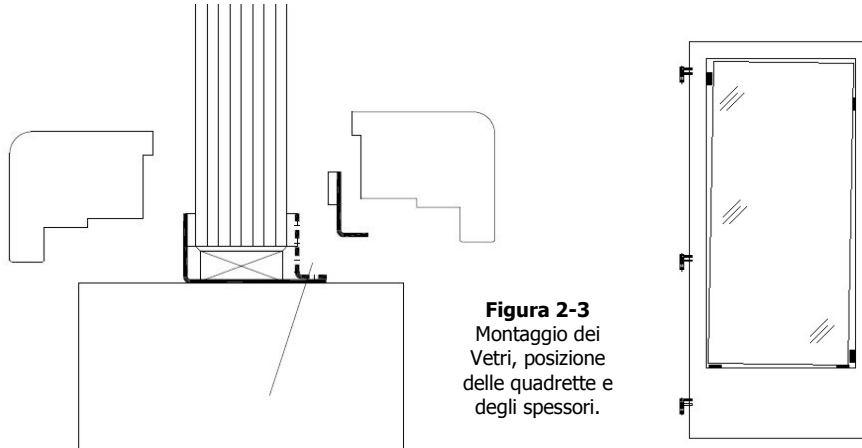 Figura 2-3
Montaggio dei
Vetri, posizione
delle quadrette e
degli spessori.